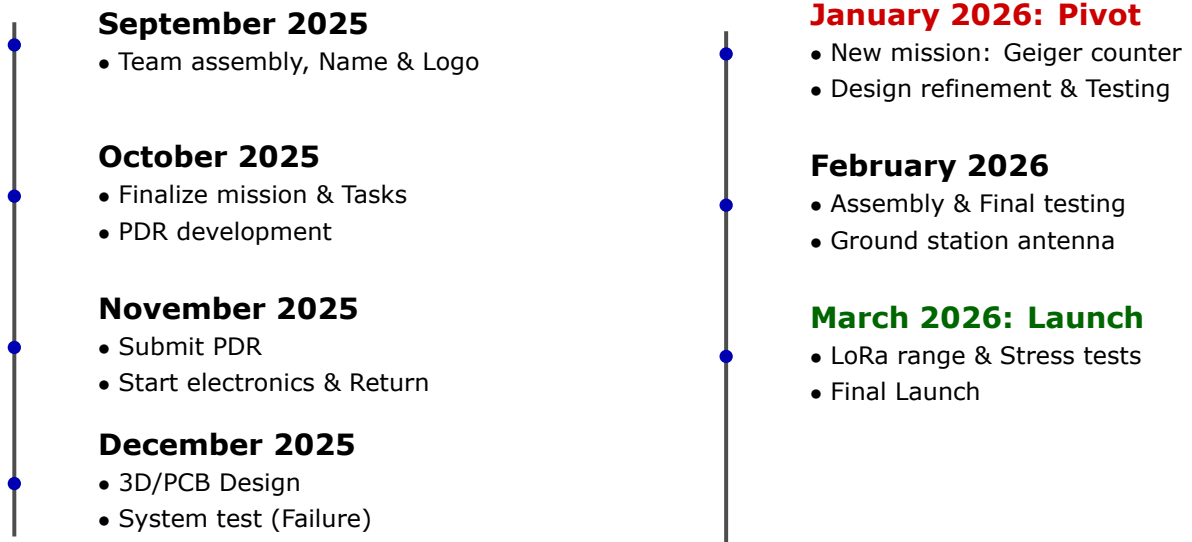 September 2025
• Team assembly, Name & Logo
October 2025
• Finalize mission & Tasks
• PDR development
November 2025
• Submit PDR
• Start electronics & Return
December 2025
• 3D/PCB Design
• System test (Failure)
January 2026: Pivot
• New mission: Geiger counter
• Design refinement & Testing
February 2026
• Assembly & Final testing
• Ground station antenna
March 2026: Launch
• LoRa range & Stress tests
• Final Launch